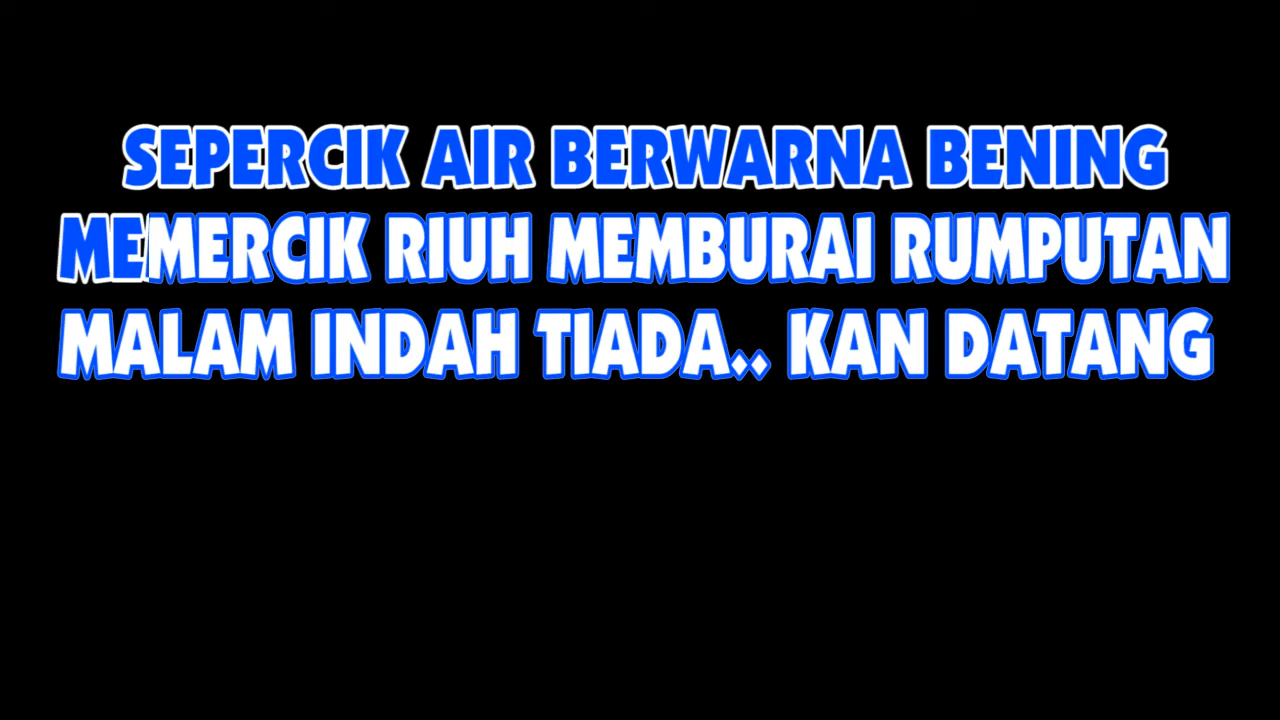 SEPERCIK AIR BERWARNA BENING
MEMERCIK RIUH MEMBURAI RUMPUTAN
MALAM INDAH TIADA.. KAN DATANG